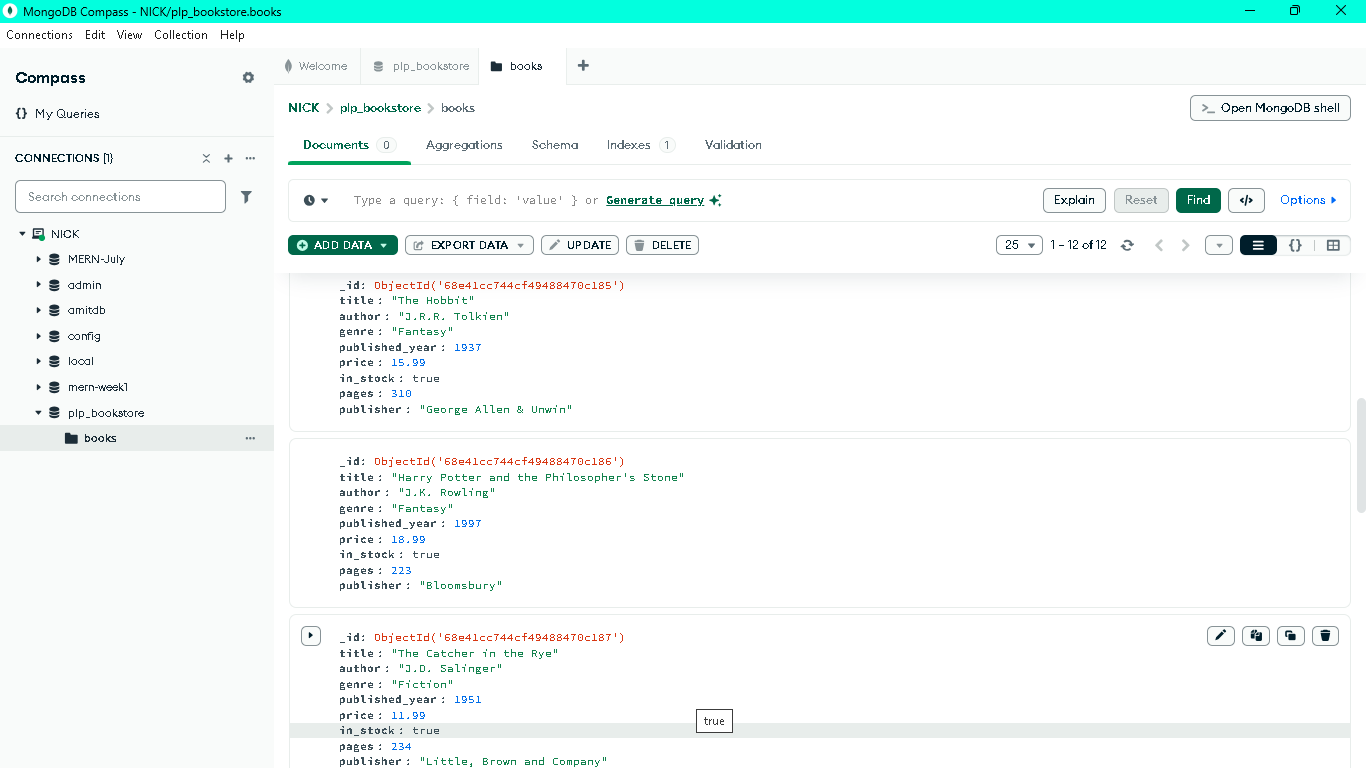 MongoDB Compass - NICK/plp_bookstore.books
Connections Edit View Collection Help
Compass
My Queries
CONNECTIONS (1)
Search connections
NICK
MERN-July
admin
amitdb
config
local
mern-week1
plp_bookstore
books
Welcome plp_bookstore books
NICK plp_bookstore books
>_ Open MongoDB shell
Documents 0 Aggregations Schema Indexes 1 Validation
Type a query: { field: 'value' } or Generate query
Explain Reset Find </> Options
ADD DATA EXPORT DATA UPDATE DELETE
25 1 – 12 of 12 {}
_id: ObjectId('68e41cc744cf49488470c185')
title: "The Hobbit"
author: "J.R.R. Tolkien"
genre: "Fantasy"
published_year: 1937
price: 15.99
in_stock: true
pages: 310
publisher: "George Allen & Unwin"
_id: ObjectId('68e41cc744cf49488470c186')
title: "Harry Potter and the Philosopher's Stone"
author: "J.K. Rowling"
genre: "Fantasy"
published_year: 1997
price: 18.99
in_stock: true
pages: 223
publisher: "Bloomsbury"
_id: ObjectId('68e41cc744cf49488470c187')
title: "The Catcher in the Rye"
author: "J.D. Salinger"
genre: "Fiction"
published_year: 1951
price: 11.99
true
in_stock: true
pages: 234
publisher: "Little, Brown and Company"